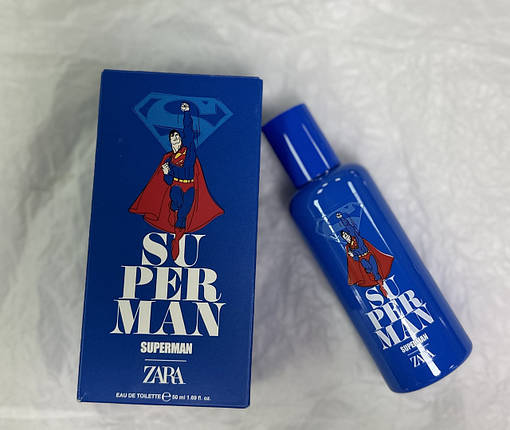 SU
PER
MAN
SUPERMAN
ZARA
EAU DE TOILETTE ℮ 50 ml 1.69 fl. oz.
SU
PER
MAN
SUPERMAN
ZARA